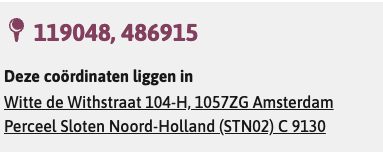 119048, 486915
Deze coördinaten liggen in
Witte de Withstraat 104-H, 1057ZG Amsterdam
Perceel Sloten Noord-Holland (STN02) C 9130